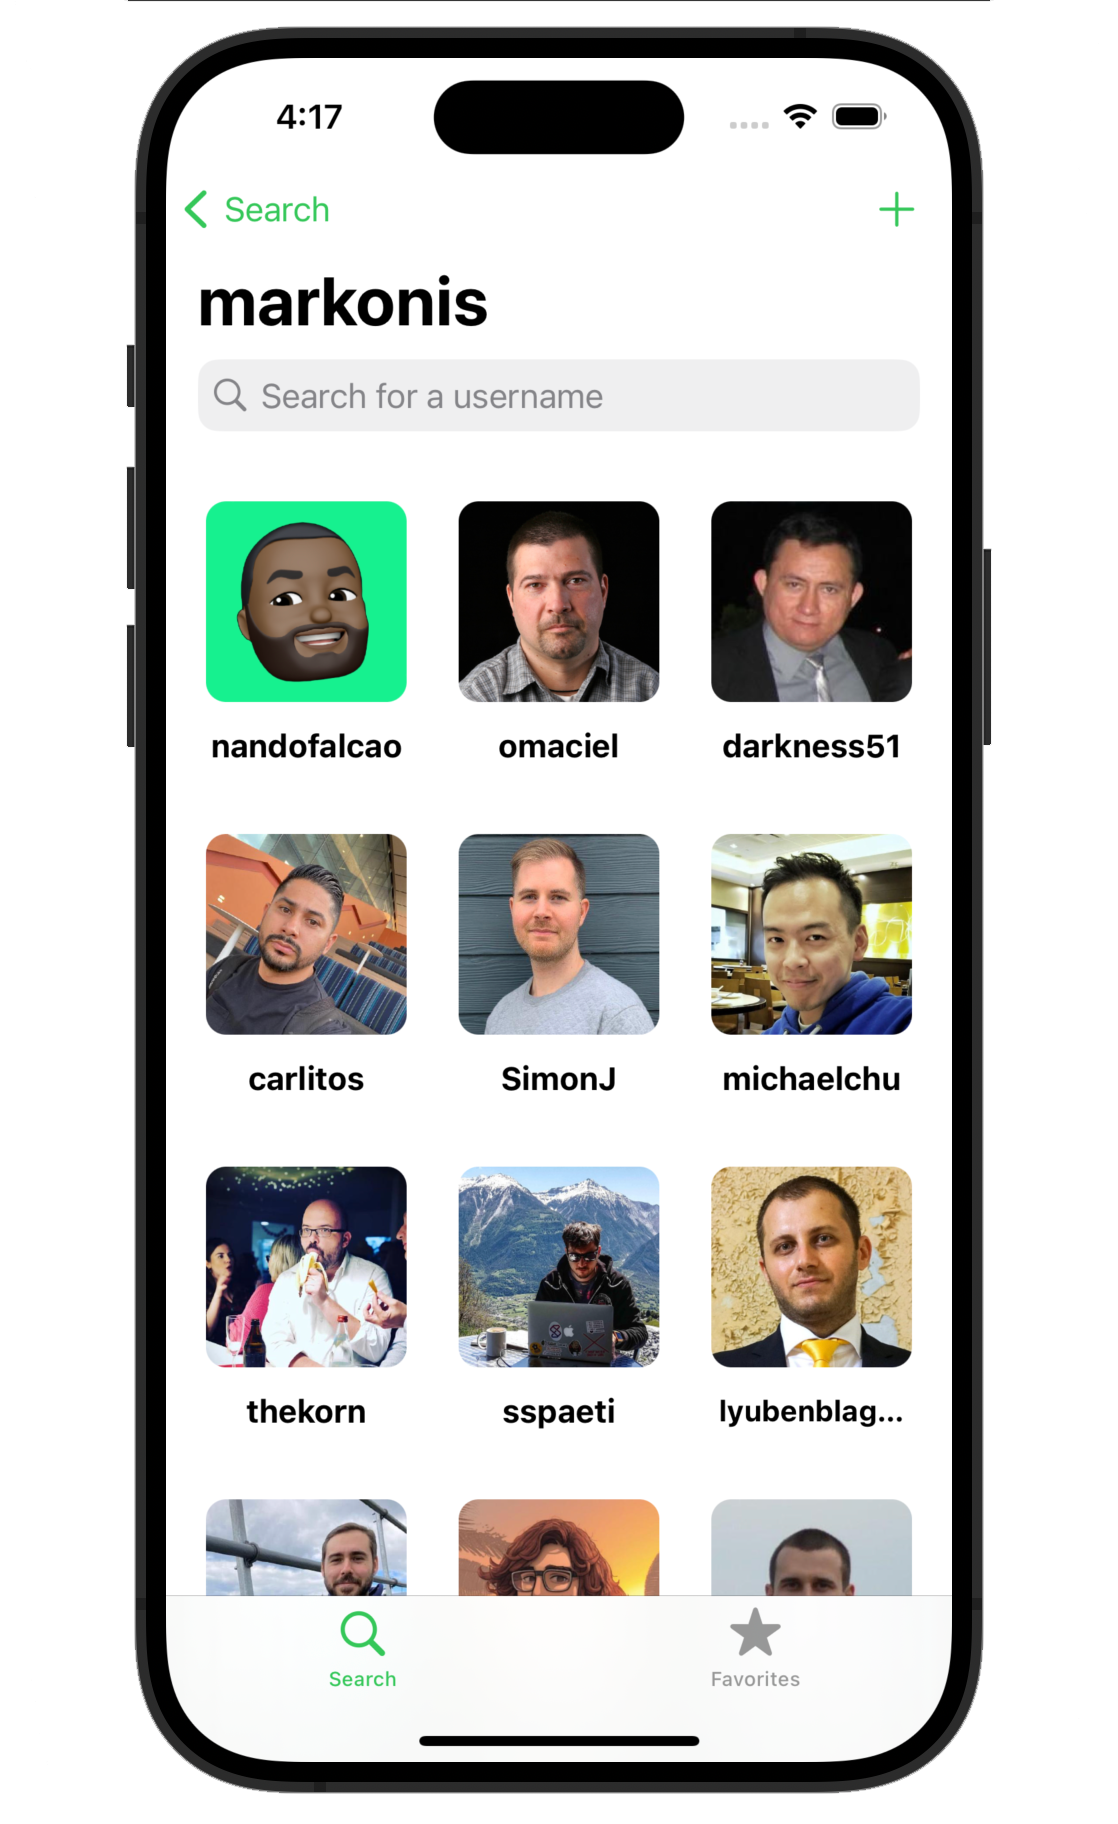 4:17
Search
markonis
Search for a username
nandofalcao omaciel darkness51
carlitos SimonJ michaelchu
thekorn sspaeti lyubenblag...
Search Favorites